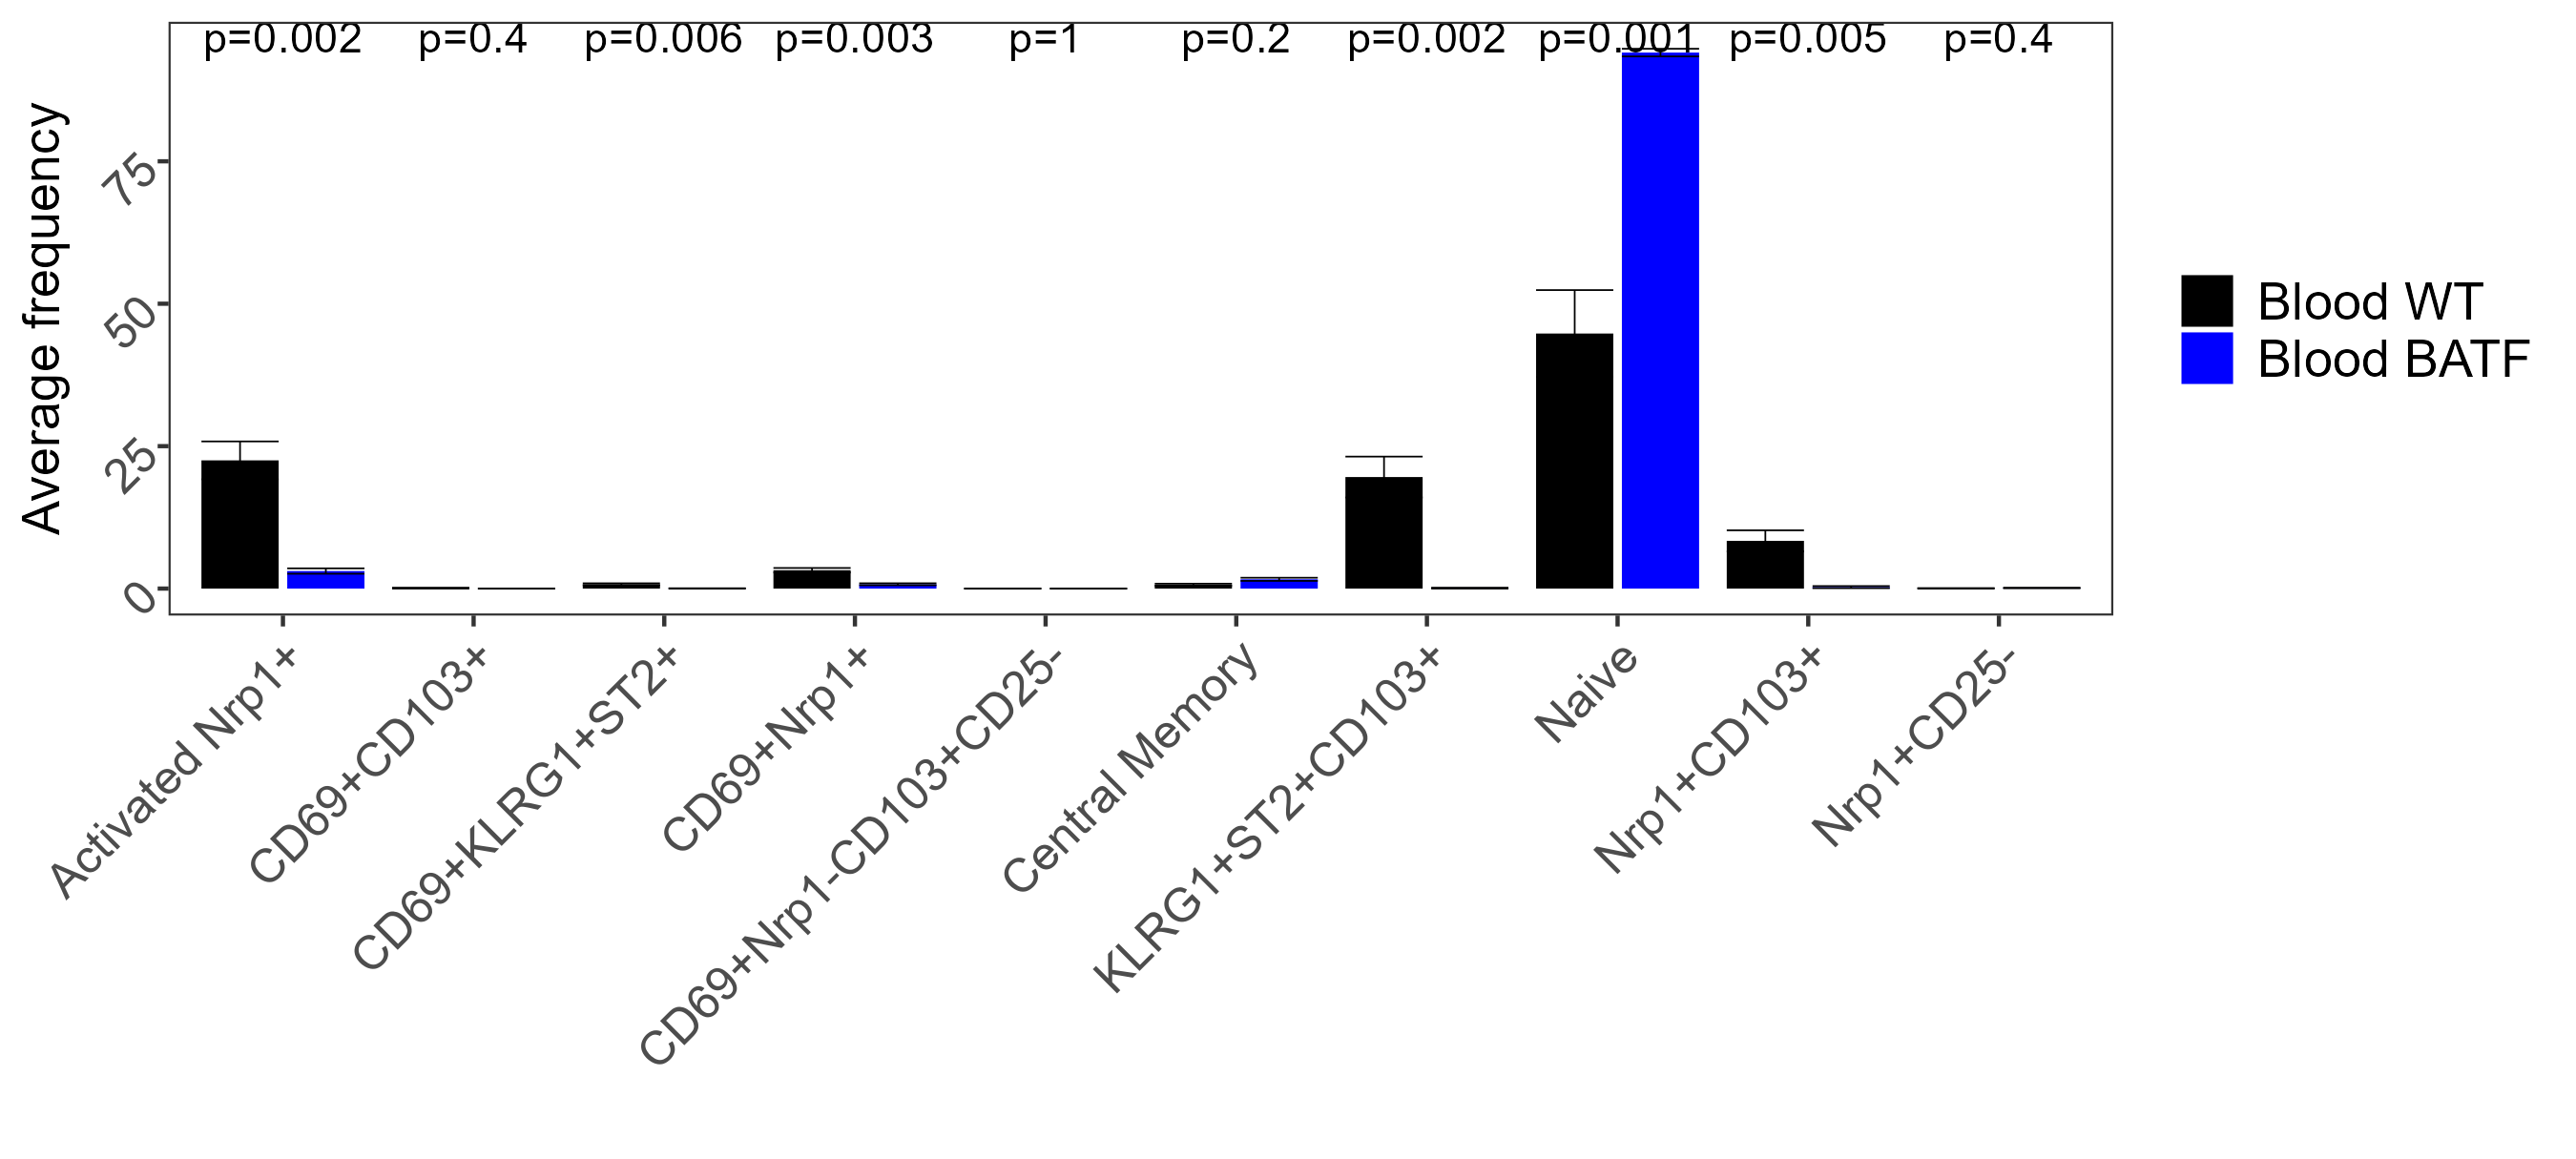 p=0.002 p=0.4 p=0.006 p=0.003 p=1 p=0.2 p=0.002 p=0.001 p=0.005 p=0.4
Average frequency
75
50
25
0
Blood WT
Blood BATF
Activated Nrp1+
CD69+CD103+
CD69+KLRG1+ST2+
CD69+Nrp1+
CD69+Nrp1-CD103+CD25-
Central Memory
KLRG1+ST2+CD103+
Naive
Nrp1+CD103+
Nrp1+CD25-